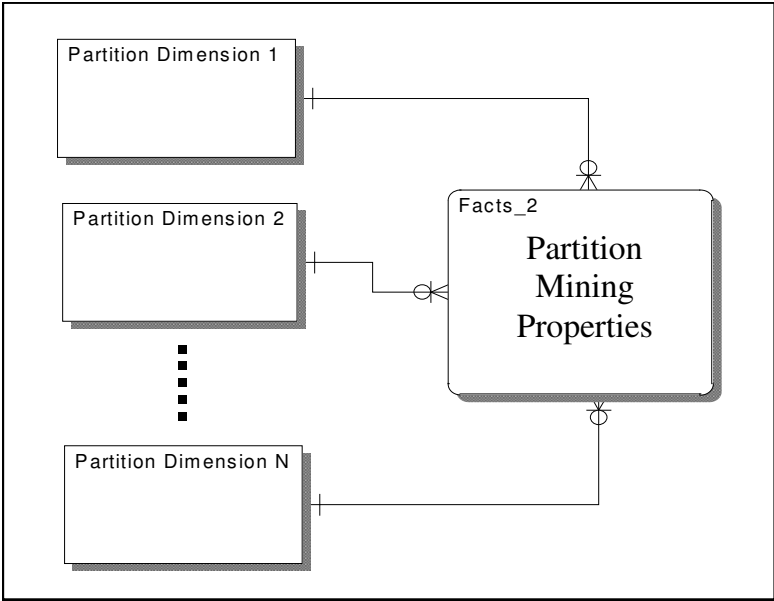 Partition Dimension 1
Partition Dimension 2
Facts_2
Partition
Mining
Properties
Partition Dimension N